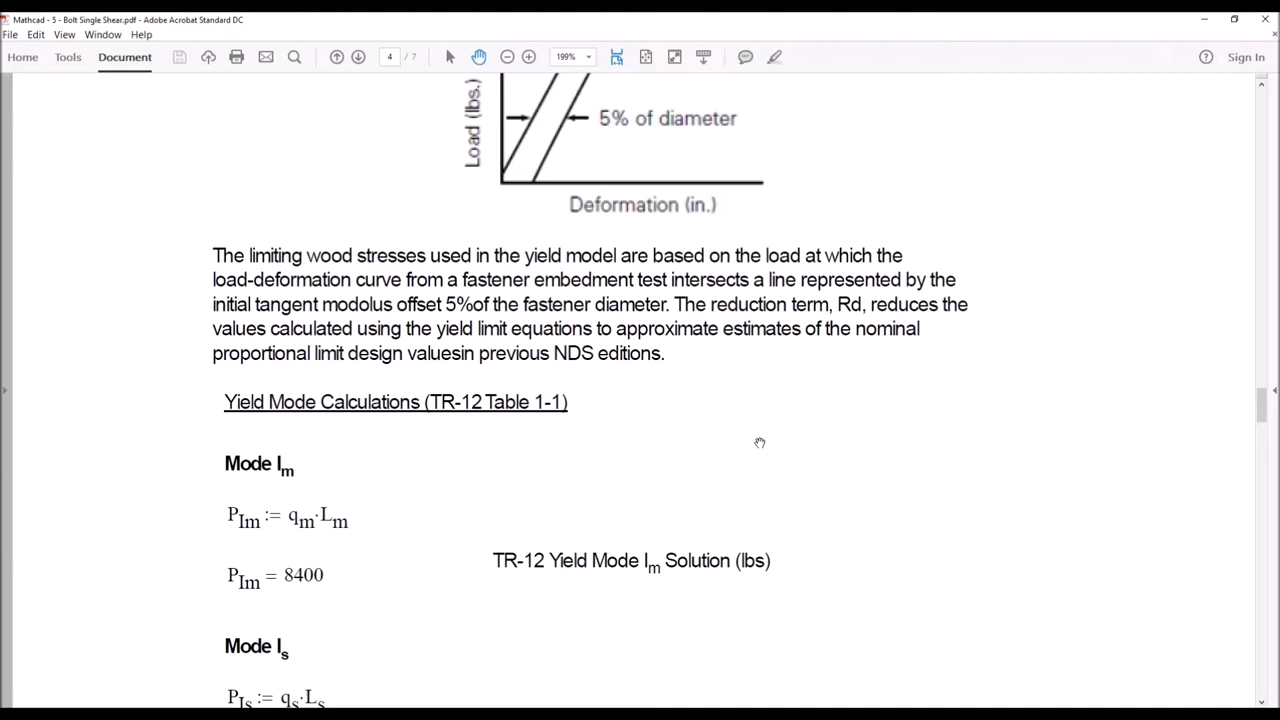 Mathcad - 5 - Bolt Single Shear.pdf - Adobe Acrobat Standard DC
File Edit View Window Help
Home Tools Document 4 / 7 199% Sign In
Load (lbs.)
5% of diameter
Deformation (in.)
The limiting wood stresses used in the yield model are based on the load at which the
load-deformation curve from a fastener embedment test intersects a line represented by the
initial tangent modolus offset 5%of the fastener diameter. The reduction term, Rd, reduces the
values calculated using the yield limit equations to approximate estimates of the nominal
proportional limit design valuesin previous NDS editions.
Yield Mode Calculations (TR-12 Table 1-1)
Mode Im
PIm := qm·Lm
TR-12 Yield Mode Im Solution (lbs)
PIm = 8400
Mode Is
PIs := qs·Ls